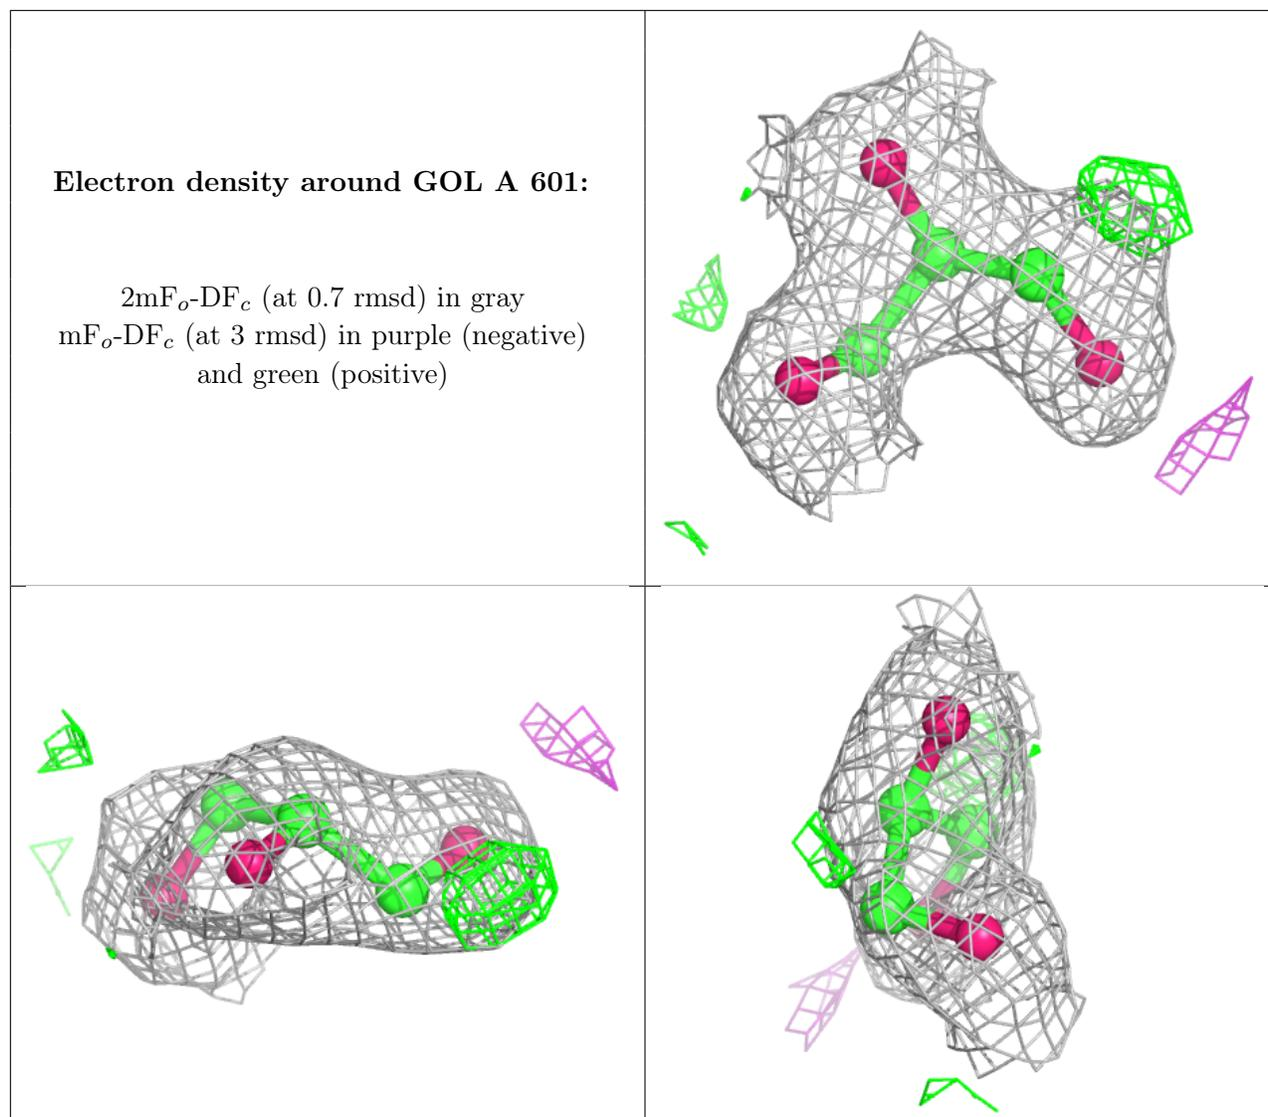 Electron density around GOL A 601:
2mFo-DFc (at 0.7 rmsd) in gray
mFo-DFc (at 3 rmsd) in purple (negative)
and green (positive)